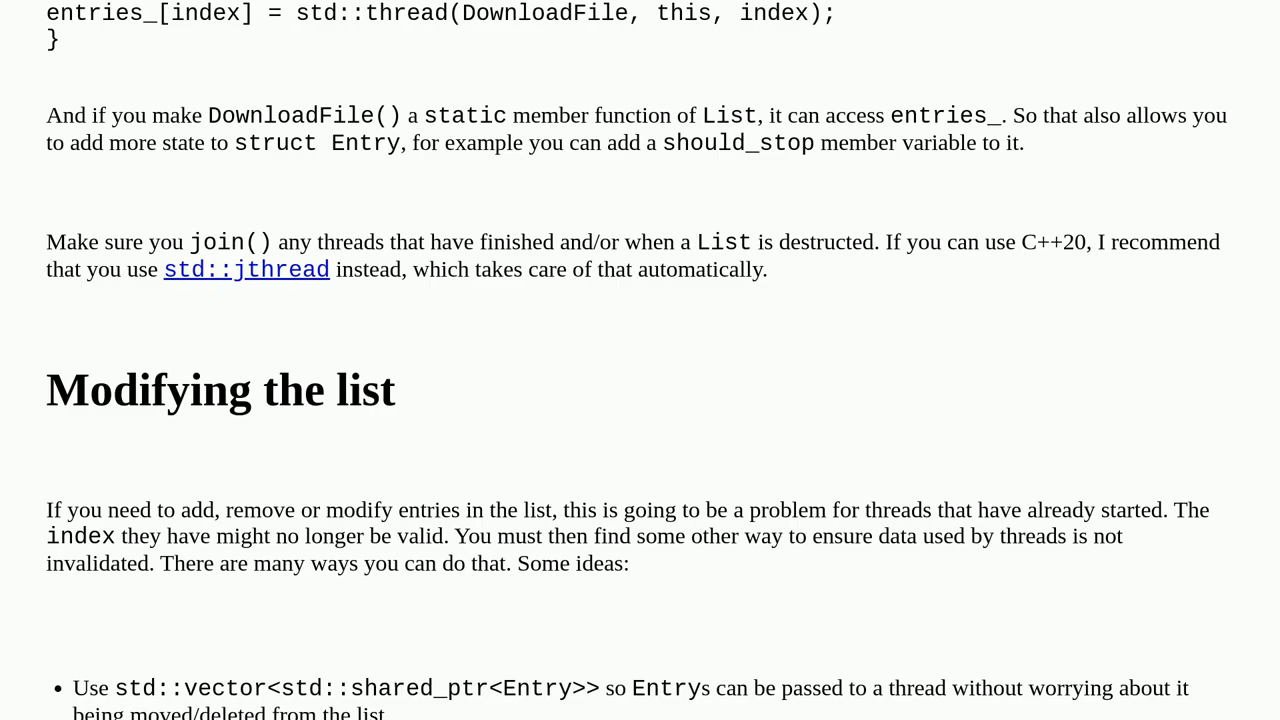 entries_[index] = std::thread(DownloadFile, this, index);
}
And if you make DownloadFile() a static member function of List, it can access entries_. So that also allows you
to add more state to struct Entry, for example you can add a should_stop member variable to it.
Make sure you join() any threads that have finished and/or when a List is destructed. If you can use C++20, I recommend
that you use std::jthread instead, which takes care of that automatically.
Modifying the list
If you need to add, remove or modify entries in the list, this is going to be a problem for threads that have already started. The
index they have might no longer be valid. You must then find some other way to ensure data used by threads is not
invalidated. There are many ways you can do that. Some ideas:
• Use std::vector<std::shared_ptr<Entry>> so Entrys can be passed to a thread without worrying about it
being moved/deleted from the list